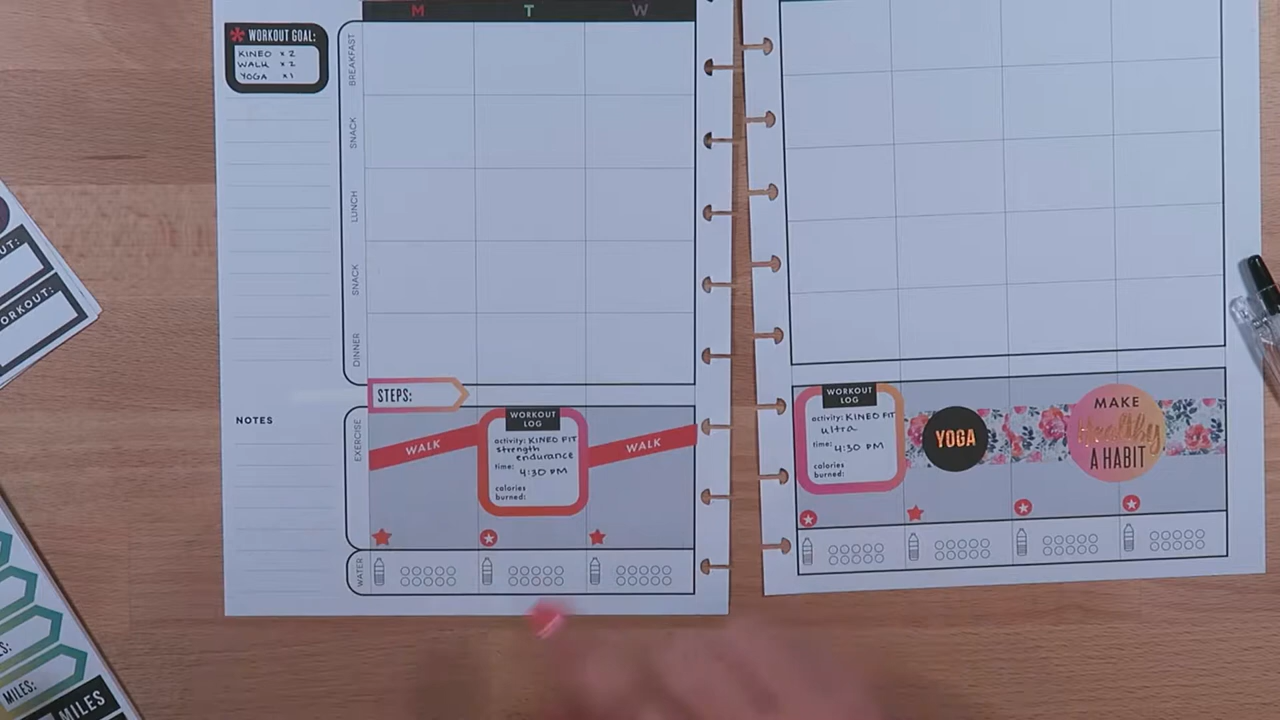 M T W
WORKOUT GOAL:
KINEO x 2
WALK x 2
YOGA x 1
BREAKFAST
SNACK
LUNCH
SNACK
DINNER
STEPS:
NOTES
EXERCISE
WALK
WORKOUT
LOG
activity: KINEO FIT
strength
endurance
time:
4:30 PM
calories
burned:
WALK
WATER
WORKOUT
LOG
activity: KINEO FIT
ultra
time:
4:30 PM
calories
burned:
YOGA
MAKE
Healthy
A HABIT
UT:
ORKOUT:
S:
MILES:
MILES